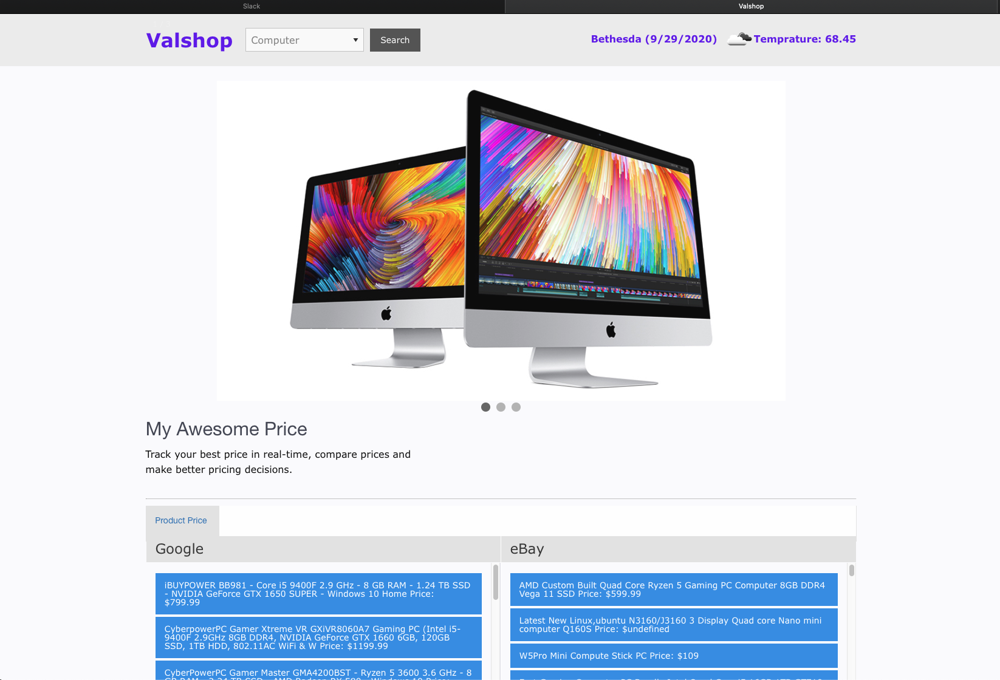 Slack
Valshop
Valshop
Computer
Search
Bethesda (9/29/2020)
Temprature: 68.45
My Awesome Price
Track your best price in real-time, compare prices and
make better pricing decisions.
Product Price
Google
iBUYPOWER BB981 - Core i5 9400F 2.9 GHz - 8 GB RAM - 1.24 TB SSD
- NVIDIA GeForce GTX 1650 SUPER - Windows 10 Home Price:
$799.99
CyberpowerPC Gamer Xtreme VR GXiVR8060A7 Gaming PC (Intel i5-
9400F 2.9GHz 8GB DDR4, NVIDIA GeForce GTX 1660 6GB, 120GB
SSD, 1TB HDD, 802.11AC WiFi & W Price: $1199.99
CyberPowerPC Gamer Master GMA4200BST - Ryzen 5 3600 3.6 GHz - 8
eBay
AMD Custom Built Quad Core Ryzen 5 Gaming PC Computer 8GB DDR4
Vega 11 SSD Price: $599.99
Latest New Linux,ubuntu N3160/J3160 3 Display Quad core Nano mini
computer Q160S Price: $undefined
W5Pro Mini Compute Stick PC Price: $109